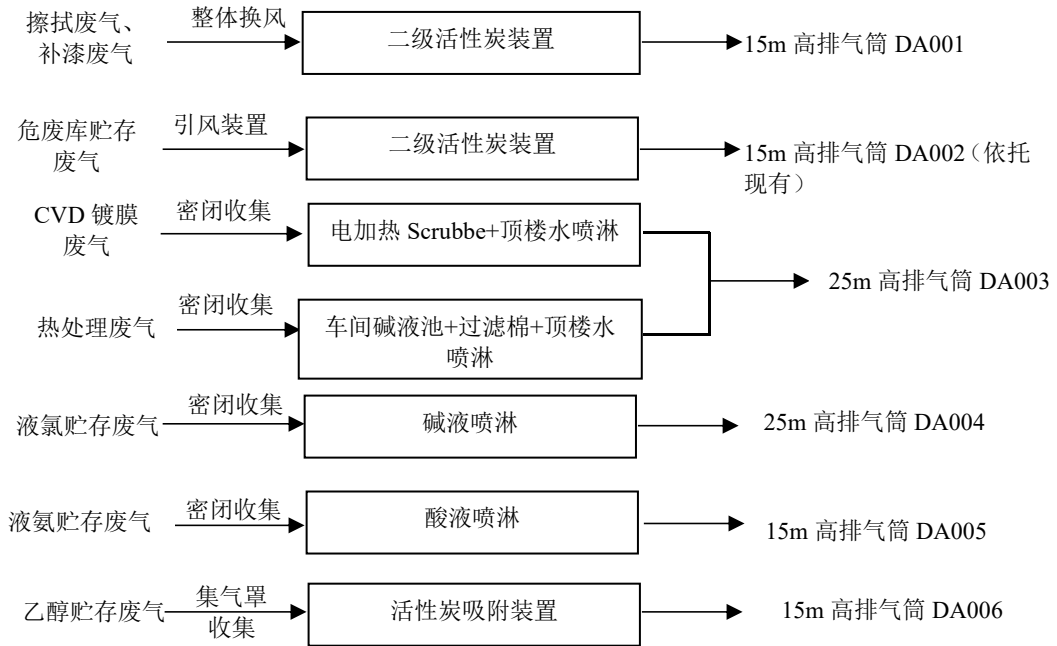 擦拭废气、
补漆废气
整体换风
二级活性炭装置
15m 高排气筒 DA001
危废库贮存
废气
引风装置
二级活性炭装置
15m 高排气筒 DA002（依托
现有）
CVD 镀膜
废气
密闭收集
电加热 Scrubbe+顶楼水喷淋
25m 高排气筒 DA003
热处理废气
密闭收集
车间碱液池+过滤棉+顶楼水
喷淋
液氯贮存废气
密闭收集
碱液喷淋
25m 高排气筒 DA004
液氨贮存废气
密闭收集
酸液喷淋
15m 高排气筒 DA005
乙醇贮存废气
集气罩
收集
活性炭吸附装置
15m 高排气筒 DA006